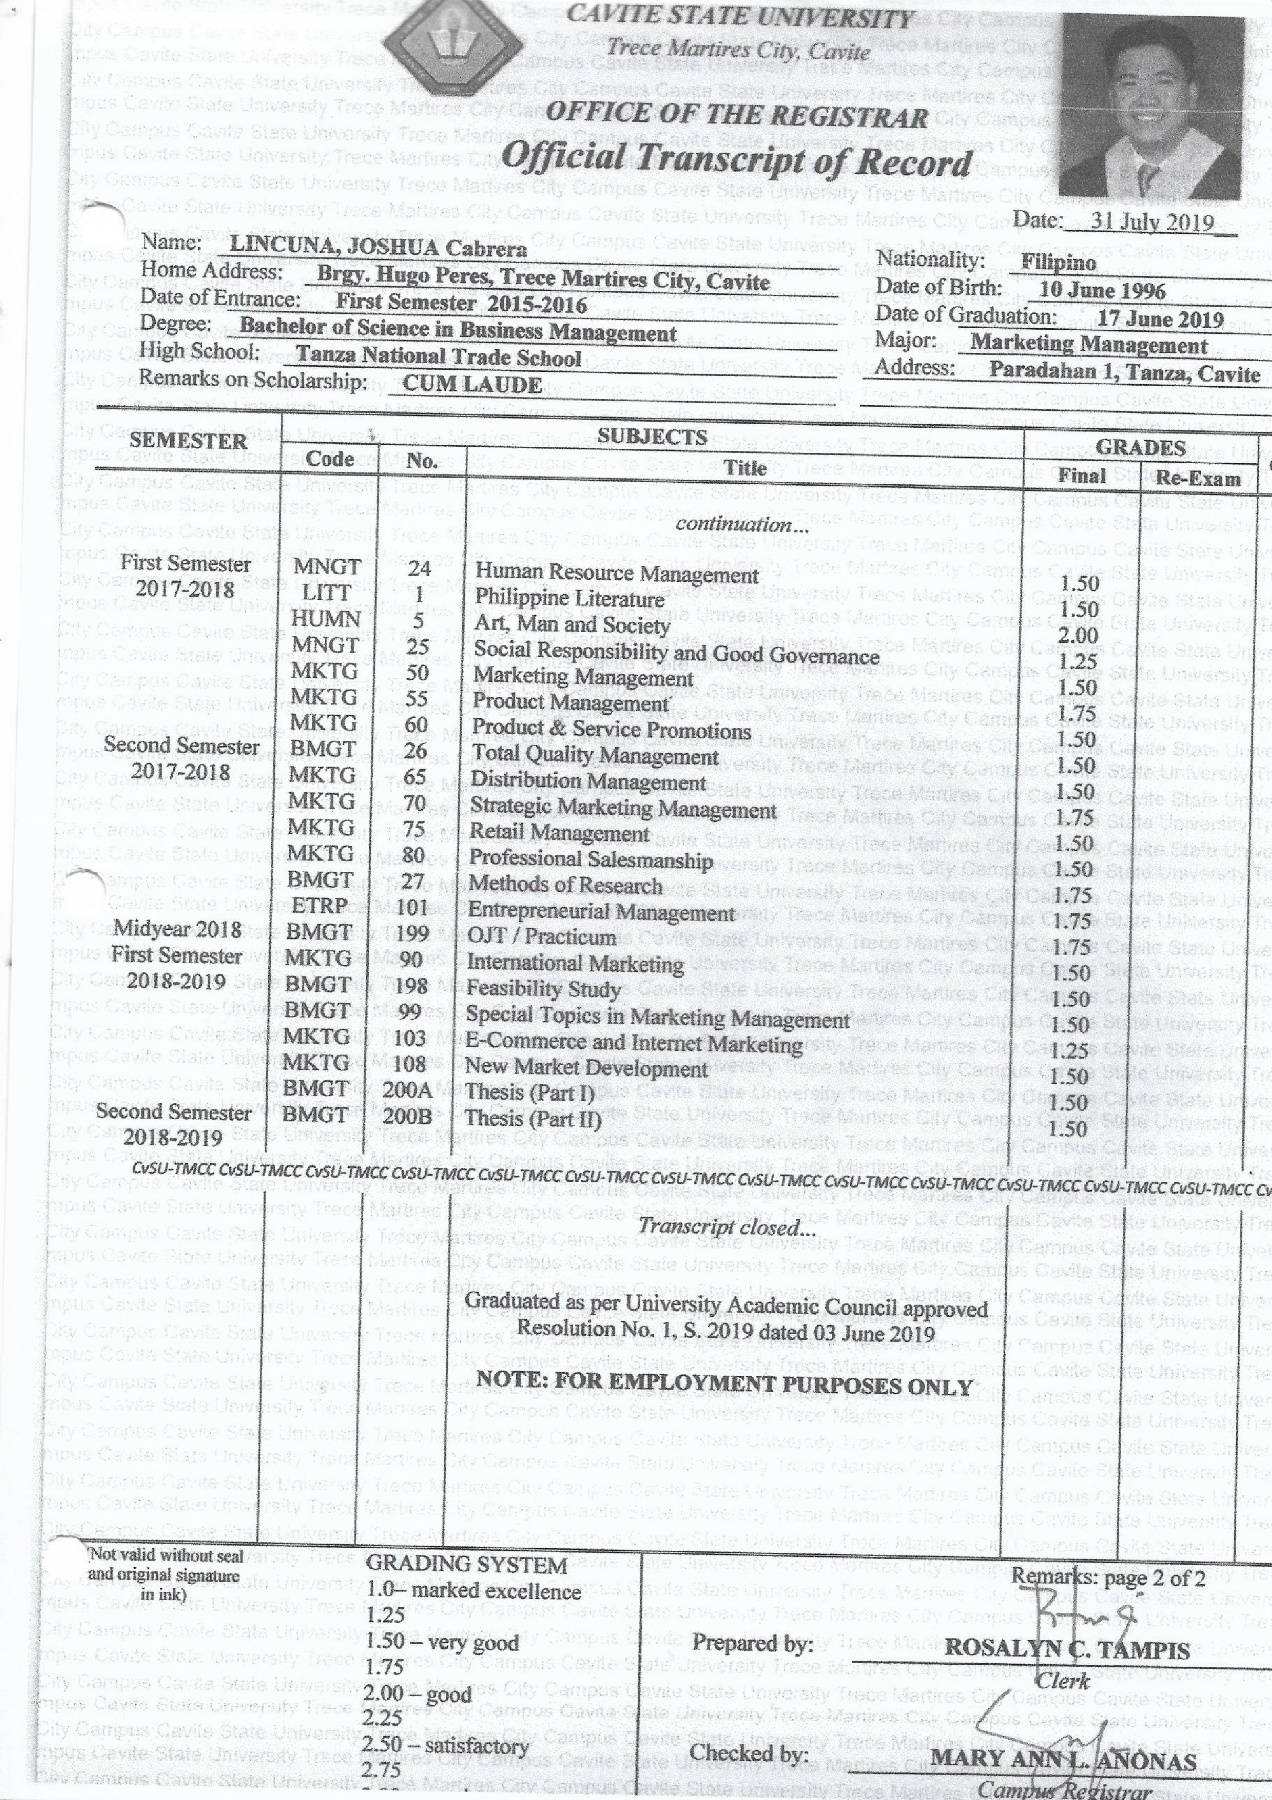 CAVITE STATE UNIVERSITY
Trece Martires City, Cavite
OFFICE OF THE REGISTRAR
Official Transcript of Record
Date: 31 July 2019
Name: LINCUNA, JOSHUA Cabrera
Home Address: Brgy. Hugo Peres, Trece Martires City, Cavite
Date of Entrance: First Semester 2015-2016
Degree: Bachelor of Science in Business Management
High School: Tanza National Trade School
Remarks on Scholarship: CUM LAUDE
Nationality: Filipino
Date of Birth: 10 June 1996
Date of Graduation: 17 June 2019
Major: Marketing Management
Address: Paradahan 1, Tanza, Cavite
SEMESTER SUBJECTS GRADES
Code No. Title Final Re-Exam
continuation...
First Semester MNGT 24 Human Resource Management 1.50
2017-2018 LITT 1 Philippine Literature 1.50
HUMN 5 Art, Man and Society 2.00
MNGT 25 Social Responsibility and Good Governance 1.25
MKTG 50 Marketing Management 1.50
MKTG 55 Product Management 1.75
MKTG 60 Product & Service Promotions 1.50
Second Semester BMGT 26 Total Quality Management 1.50
2017-2018 MKTG 65 Distribution Management 1.50
MKTG 70 Strategic Marketing Management 1.75
MKTG 75 Retail Management 1.50
MKTG 80 Professional Salesmanship 1.50
BMGT 27 Methods of Research 1.75
ETRP 101 Entrepreneurial Management 1.75
Midyear 2018 BMGT 199 OJT / Practicum 1.75
First Semester MKTG 90 International Marketing 1.50
2018-2019 BMGT 198 Feasibility Study 1.50
BMGT 99 Special Topics in Marketing Management 1.50
MKTG 103 E-Commerce and Internet Marketing 1.25
MKTG 108 New Market Development 1.50
BMGT 200A Thesis (Part I) 1.50
Second Semester BMGT 200B Thesis (Part II) 1.50
2018-2019
CvSU-TMCC CvSU-TMCC CvSU-TMCC CvSU-TMCC CvSU-TMCC CvSU-TMCC CvSU-TMCC CvSU-TMCC CvSU-TMCC CvSU-TMCC CvSU-TMCC CvSU-TMCC CvSU-TMCC
Transcript closed...
Graduated as per University Academic Council approved
Resolution No. 1, S. 2019 dated 03 June 2019
NOTE: FOR EMPLOYMENT PURPOSES ONLY
Not valid without seal
and original signature
in ink)
GRADING SYSTEM
1.0– marked excellence
1.25
1.50 – very good
1.75
2.00 – good
2.25
2.50 – satisfactory
2.75
Remarks: page 2 of 2
Prepared by: ROSALYN C. TAMPIS
Clerk
Checked by: MARY ANN L. ANONAS
Campus Registrar